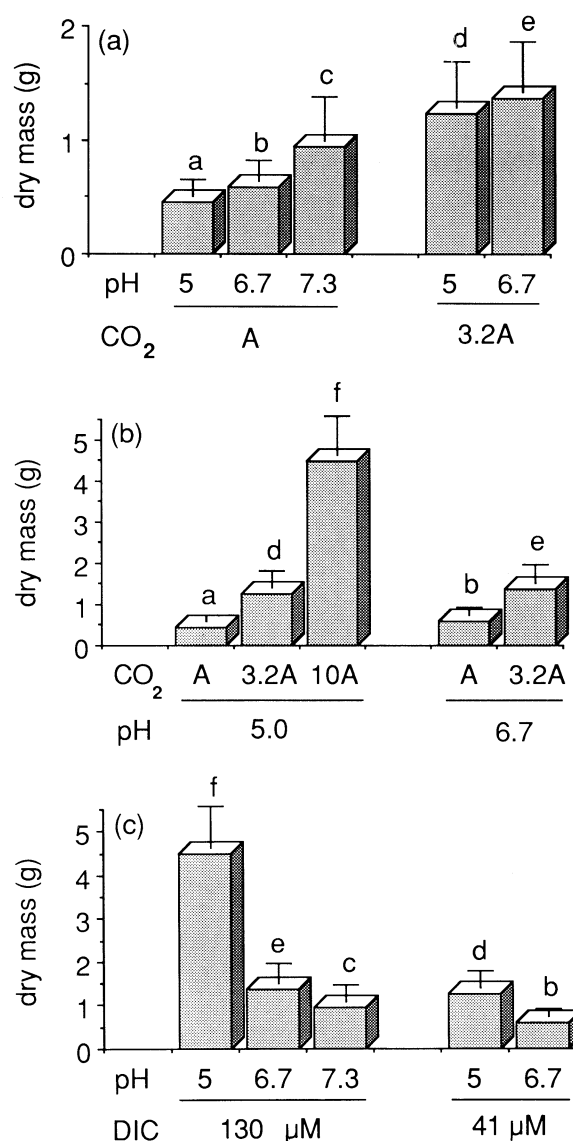 (a)
dry mass (g)
2
1
0
a
b
c
d
e
pH 5 6.7 7.3 5 6.7
CO2 A 3.2A
(b)
dry mass (g)
5
4
3
2
1
0
a
d
f
b
e
CO2 A 3.2A 10A A 3.2A
pH 5.0 6.7
(c)
dry mass (g)
5
4
3
2
1
0
f
e
c
d
b
pH 5 6.7 7.3 5 6.7
DIC 130 µM 41 µM